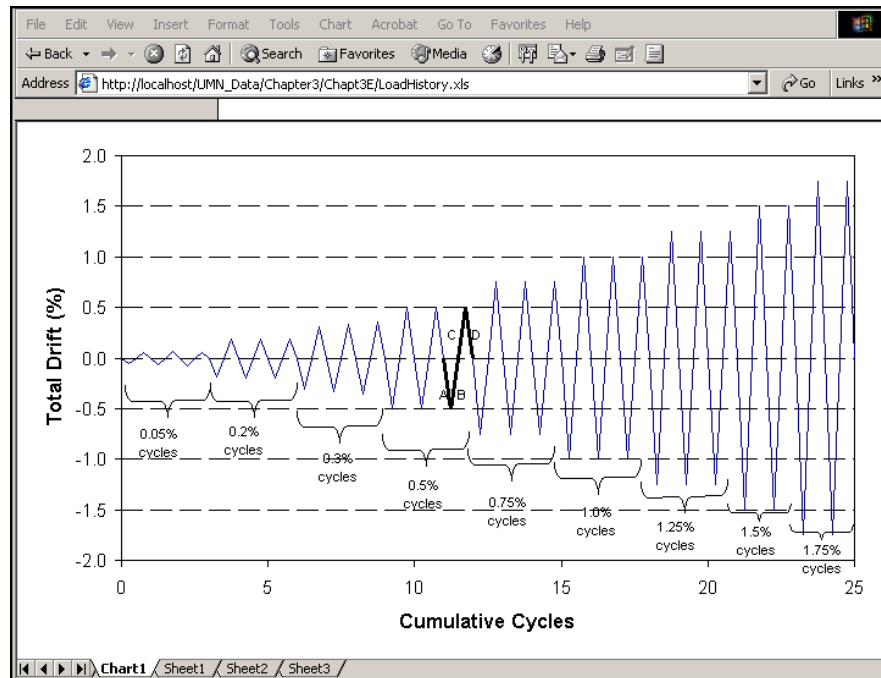 File Edit View Insert Format Tools Chart Acrobat Go To Favorites Help
Back Search Favorites Media
Address http://localhost/UMN_Data/Chapter3/Chapt3E/LoadHistory.xls Go Links »
2.0
1.5
1.0
0.5
0.0
-0.5
-1.0
-1.5
-2.0
Total Drift (%)
C D
A B
0.05%
cycles
0.2%
cycles
0.3%
cycles
0.5%
cycles
0.75%
cycles
1.0%
cycles
1.25%
cycles
1.5%
cycles
1.75%
cycles
0 5 10 15 20 25
Cumulative Cycles
Chart1 Sheet1 Sheet2 Sheet3